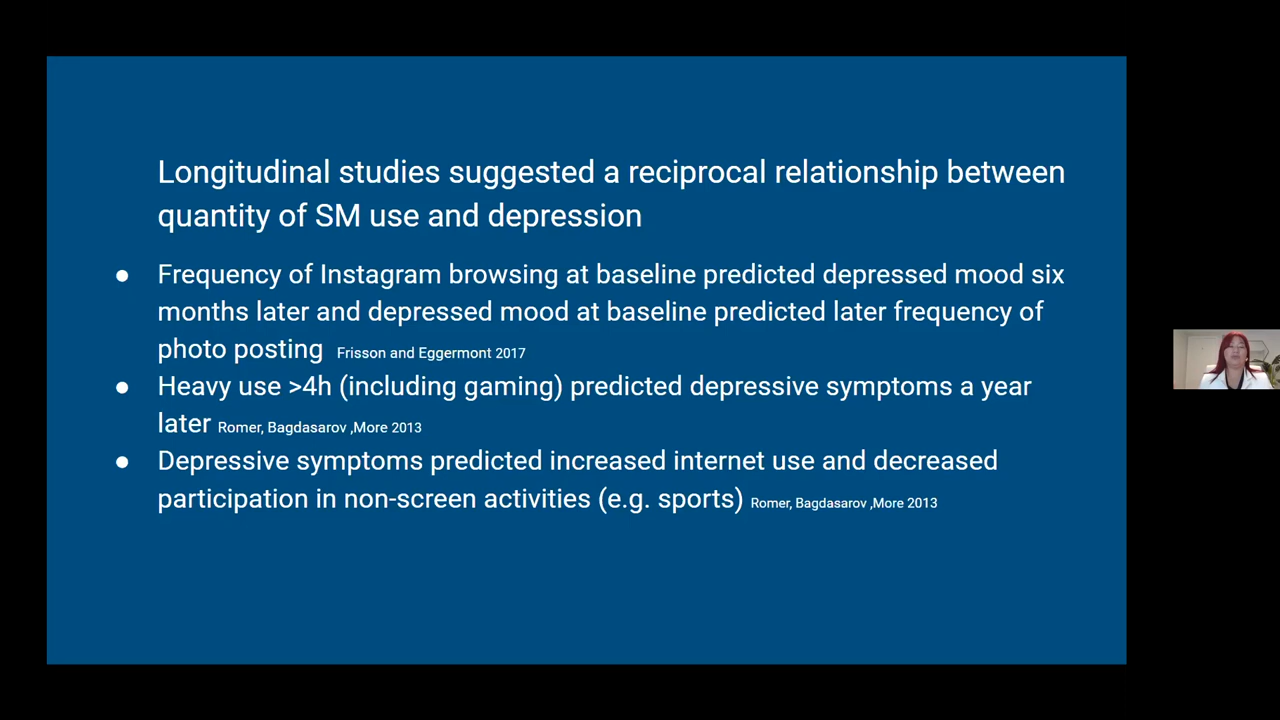 Longitudinal studies suggested a reciprocal relationship between
quantity of SM use and depression
● Frequency of Instagram browsing at baseline predicted depressed mood six
months later and depressed mood at baseline predicted later frequency of
photo posting Frisson and Eggermont 2017
● Heavy use >4h (including gaming) predicted depressive symptoms a year
later Romer, Bagdasarov ,More 2013
● Depressive symptoms predicted increased internet use and decreased
participation in non-screen activities (e.g. sports) Romer, Bagdasarov ,More 2013